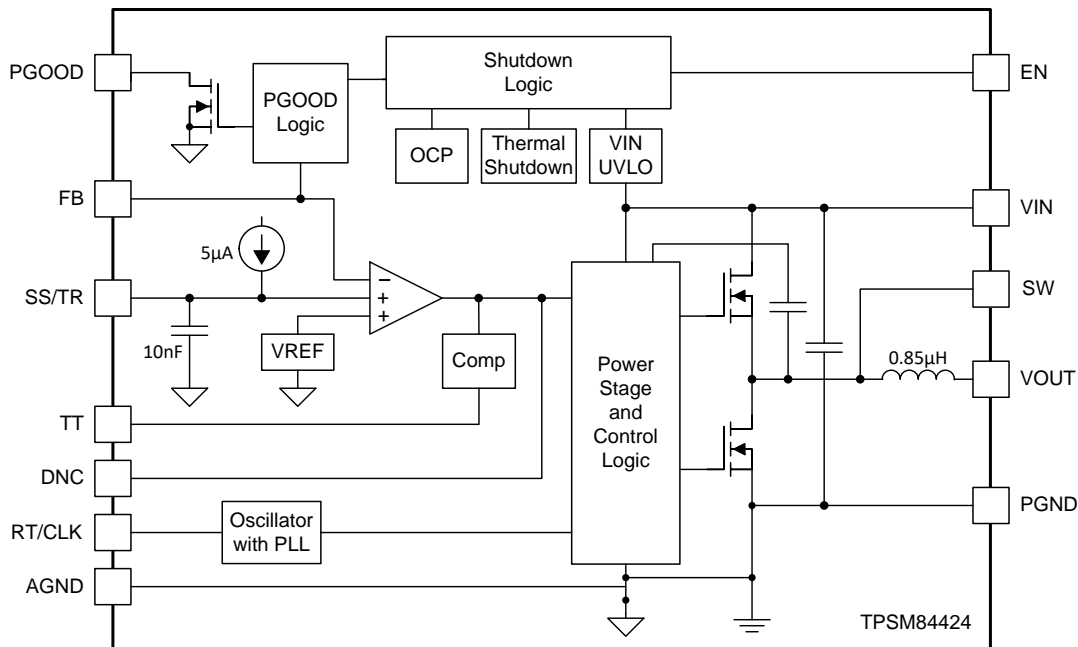 PGOOD
FB
SS/TR
TT
DNC
RT/CLK
AGND
PGOOD
Logic
Shutdown
Logic
OCP
Thermal
Shutdown
VIN
UVLO
5µA
10nF
VREF
−
+
+
Comp
Oscillator
with PLL
Power
Stage
and
Control
Logic
0.85µH
EN
VIN
SW
VOUT
PGND
TPSM84424